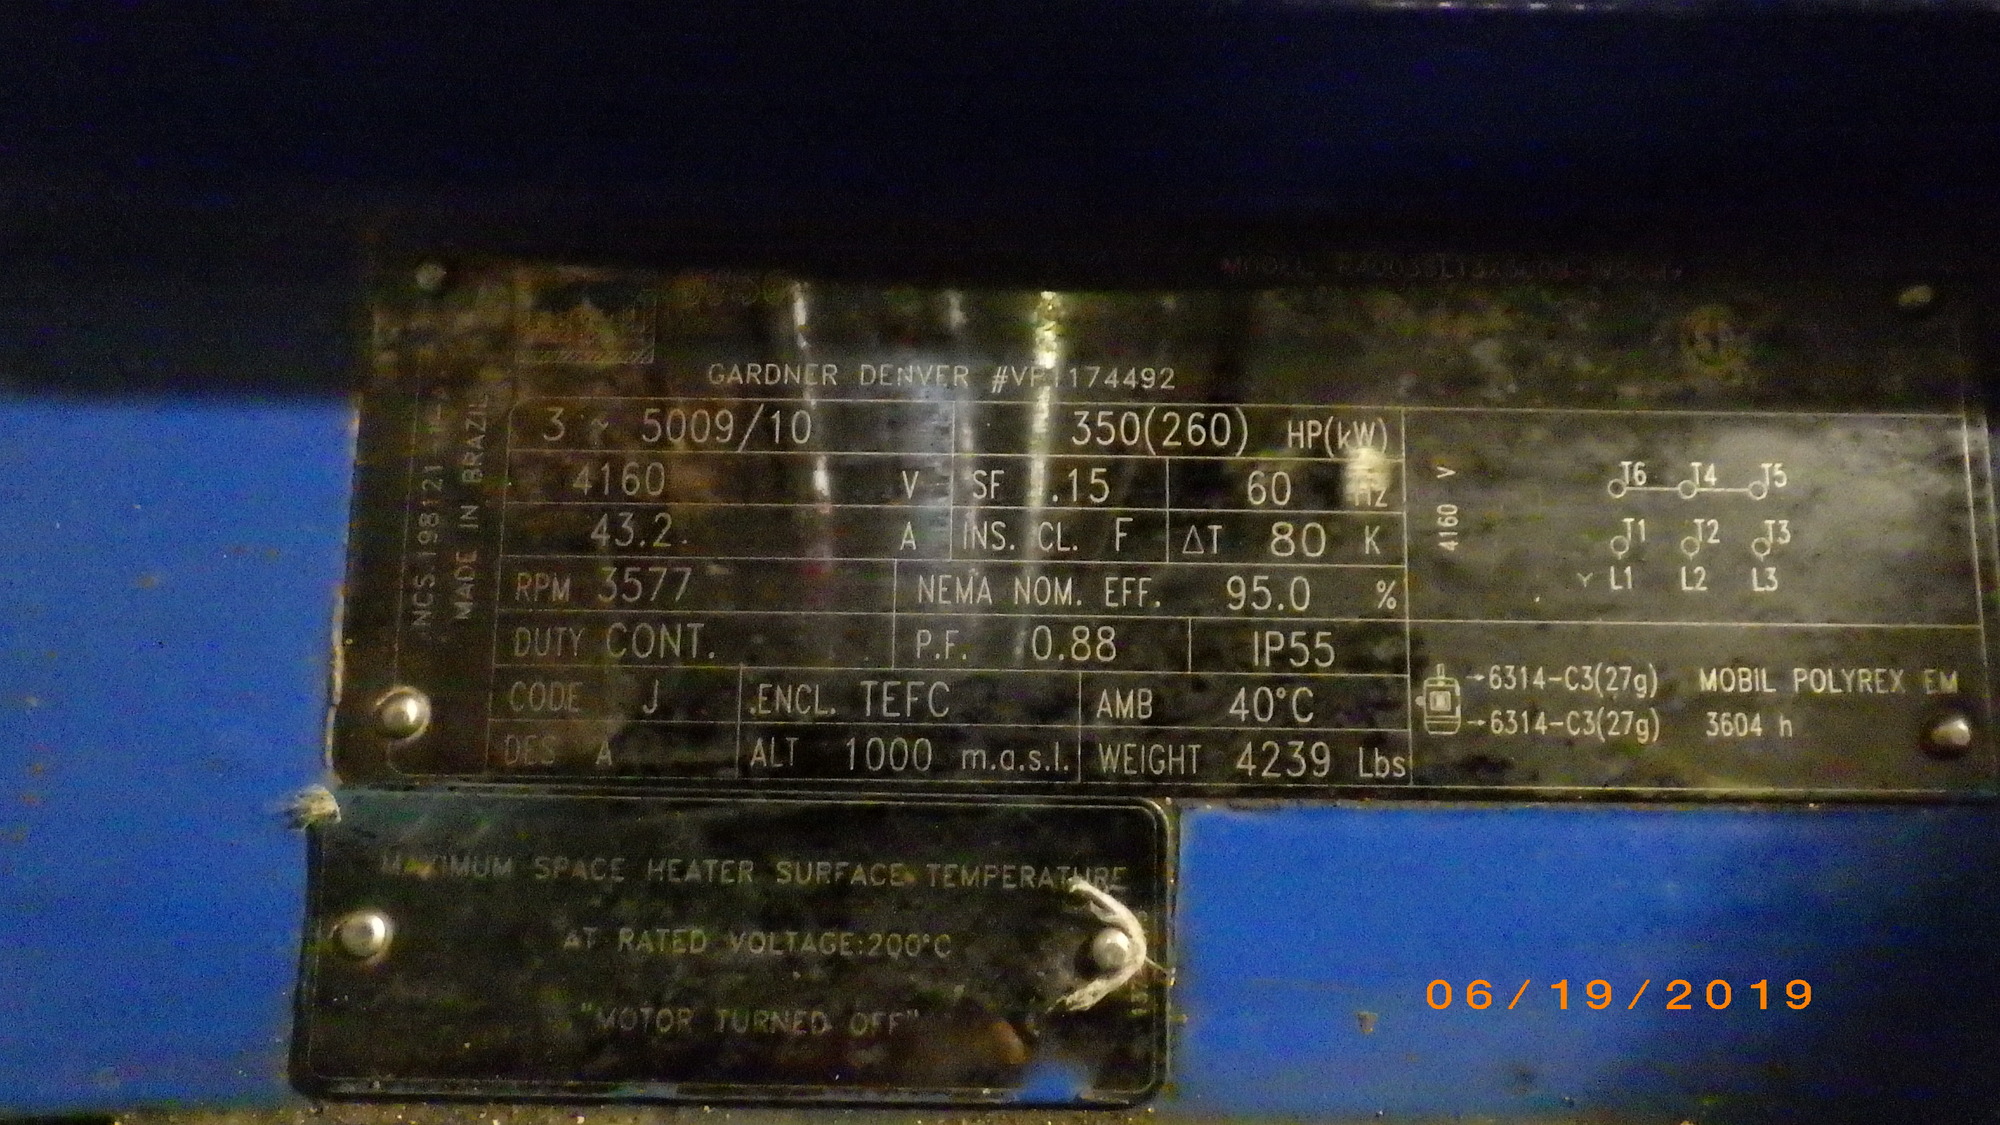 GARDNER DENVER #VP1174492
MADE IN BRAZIL
3 ~ 5009/10 350(260) HP(kW)
4160 V SF .15 60 Hz
43.2 A INS. CL. F ΔT 80 K
RPM 3577 NEMA NOM. EFF. 95.0 %
DUTY CONT. P.F. 0.88 IP55
CODE J ENCL. TEFC AMB 40°C
DES A ALT 1000 m.a.s.l. WEIGHT 4239 Lbs
4160 V
T6 T4 T5
T1 T2 T3
Y L1 L2 L3
→6314-C3(27g) MOBIL POLYREX EM
→6314-C3(27g) 3604 h
MAXIMUM SPACE HEATER SURFACE TEMPERATURE
AT RATED VOLTAGE:200°C
"MOTOR TURNED OFF"
06/19/2019